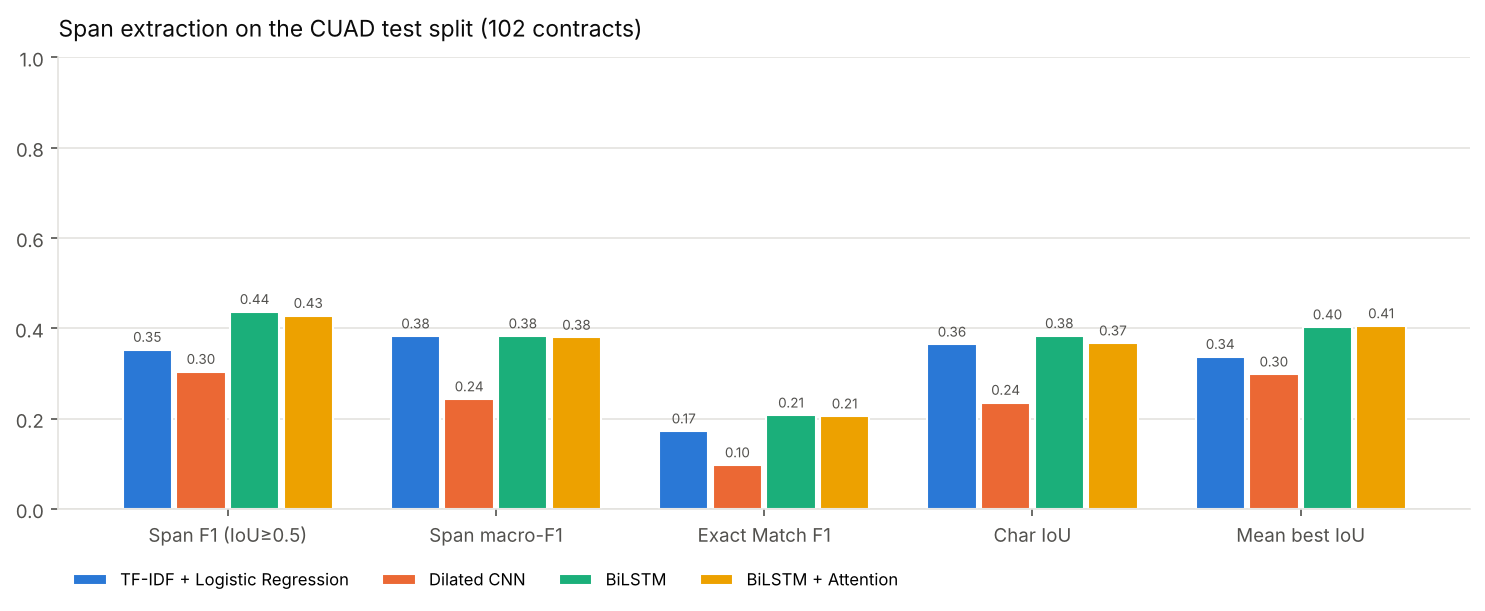 Span extraction on the CUAD test split (102 contracts)
1.0
0.8
0.6
0.4
0.2
0.0
0.35 0.30 0.44 0.43
0.38 0.24 0.38 0.38
0.17 0.10 0.21 0.21
0.36 0.24 0.38 0.37
0.34 0.30 0.40 0.41
Span F1 (IoU≥0.5) Span macro-F1 Exact Match F1 Char IoU Mean best IoU
TF-IDF + Logistic Regression Dilated CNN BiLSTM BiLSTM + Attention